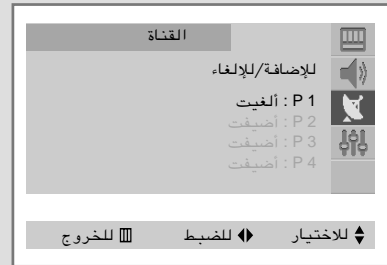 القناة
للإضافة/للإلغاء
P 1 : ألغيت
P 2 : أضيفت
P 3 : أضيفت
P 4 : أضيفت
للاختيار للضبط للخروج